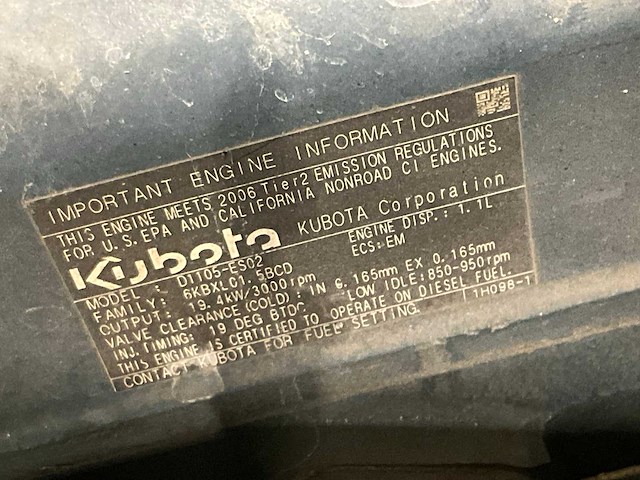 IMPORTANT ENGINE INFORMATION
THIS ENGINE MEETS 2006 Tier2 EMISSION REGULATIONS
FOR U.S. EPA AND CALIFORNIA NONROAD CI ENGINES.
Kubota KUBOTA Corporation
MODEL : D1105-ES02 ENGINE DISP.: 1.1L
FAMILY: 6KBXL01.5BCD ECS:EM
OUTPUT: 19.4kW/3000rpm
VALVE CLEARANCE (COLD): IN 0.165mm EX 0.165mm
INJ. TIMING: 19 DEG BTDC LOW IDLE:850-950rpm
THIS ENGINE IS CERTIFIED TO OPERATE ON DIESEL FUEL.
CONTACT KUBOTA FOR FUEL SETTING. 1H098-1